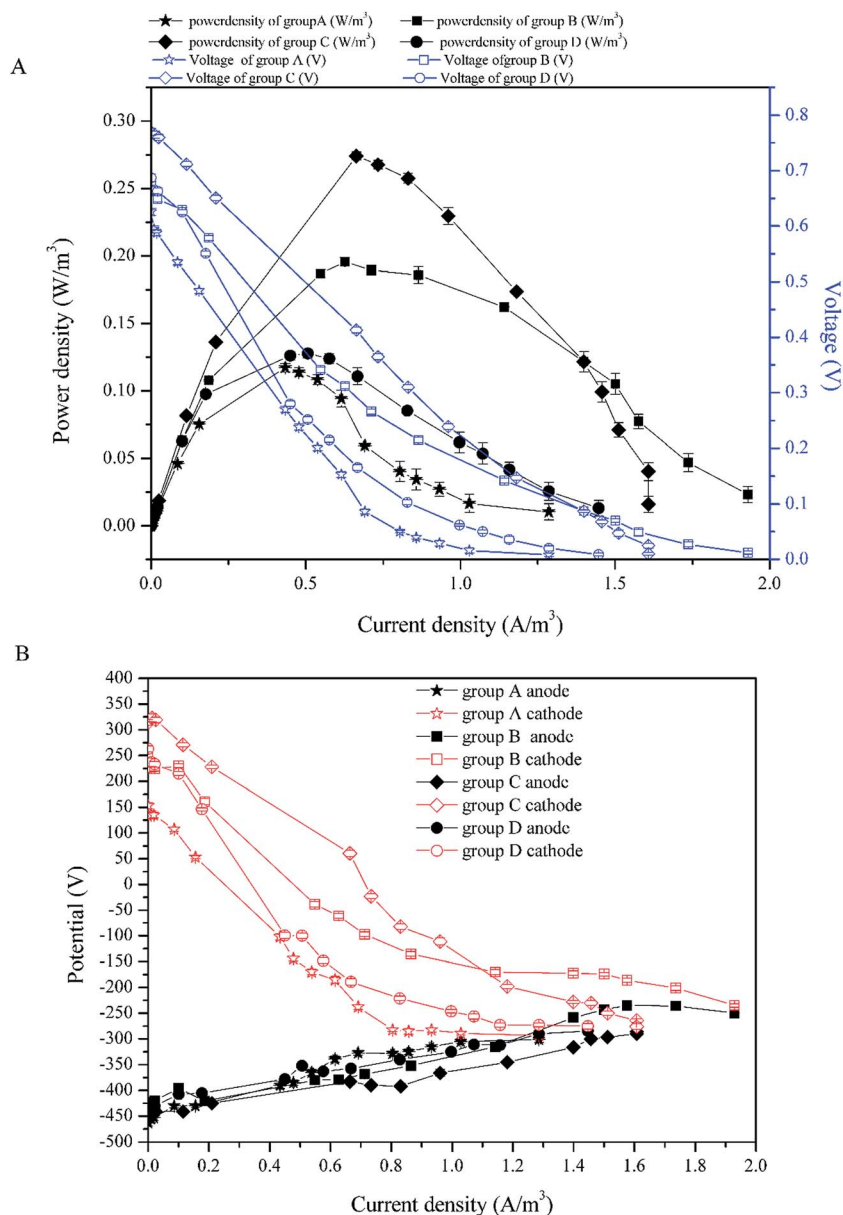 powerdensity of groupA (W/m³) powerdensity of group B (W/m³)
powerdensity of group C (W/m³) powerdensity of group D (W/m³)
Voltage of group A (V) Voltage of group B (V)
Voltage of group C (V) Voltage of group D (V)
A
0.30
0.25
0.20
0.15
0.10
0.05
0.00
Power density (W/m³)
0.8
0.7
0.6
0.5
0.4
0.3
0.2
0.1
0.0
Voltage (V)
0.0 0.5 1.0 1.5 2.0
Current density (A/m³)
B
400
350
300
250
200
150
100
50
0
-50
-100
-150
-200
-250
-300
-350
-400
-450
-500
Potential (V)
group A anode
group A cathode
group B anode
group B cathode
group C anode
group C cathode
group D anode
group D cathode
0.0 0.2 0.4 0.6 0.8 1.0 1.2 1.4 1.6 1.8 2.0
Current density (A/m³)